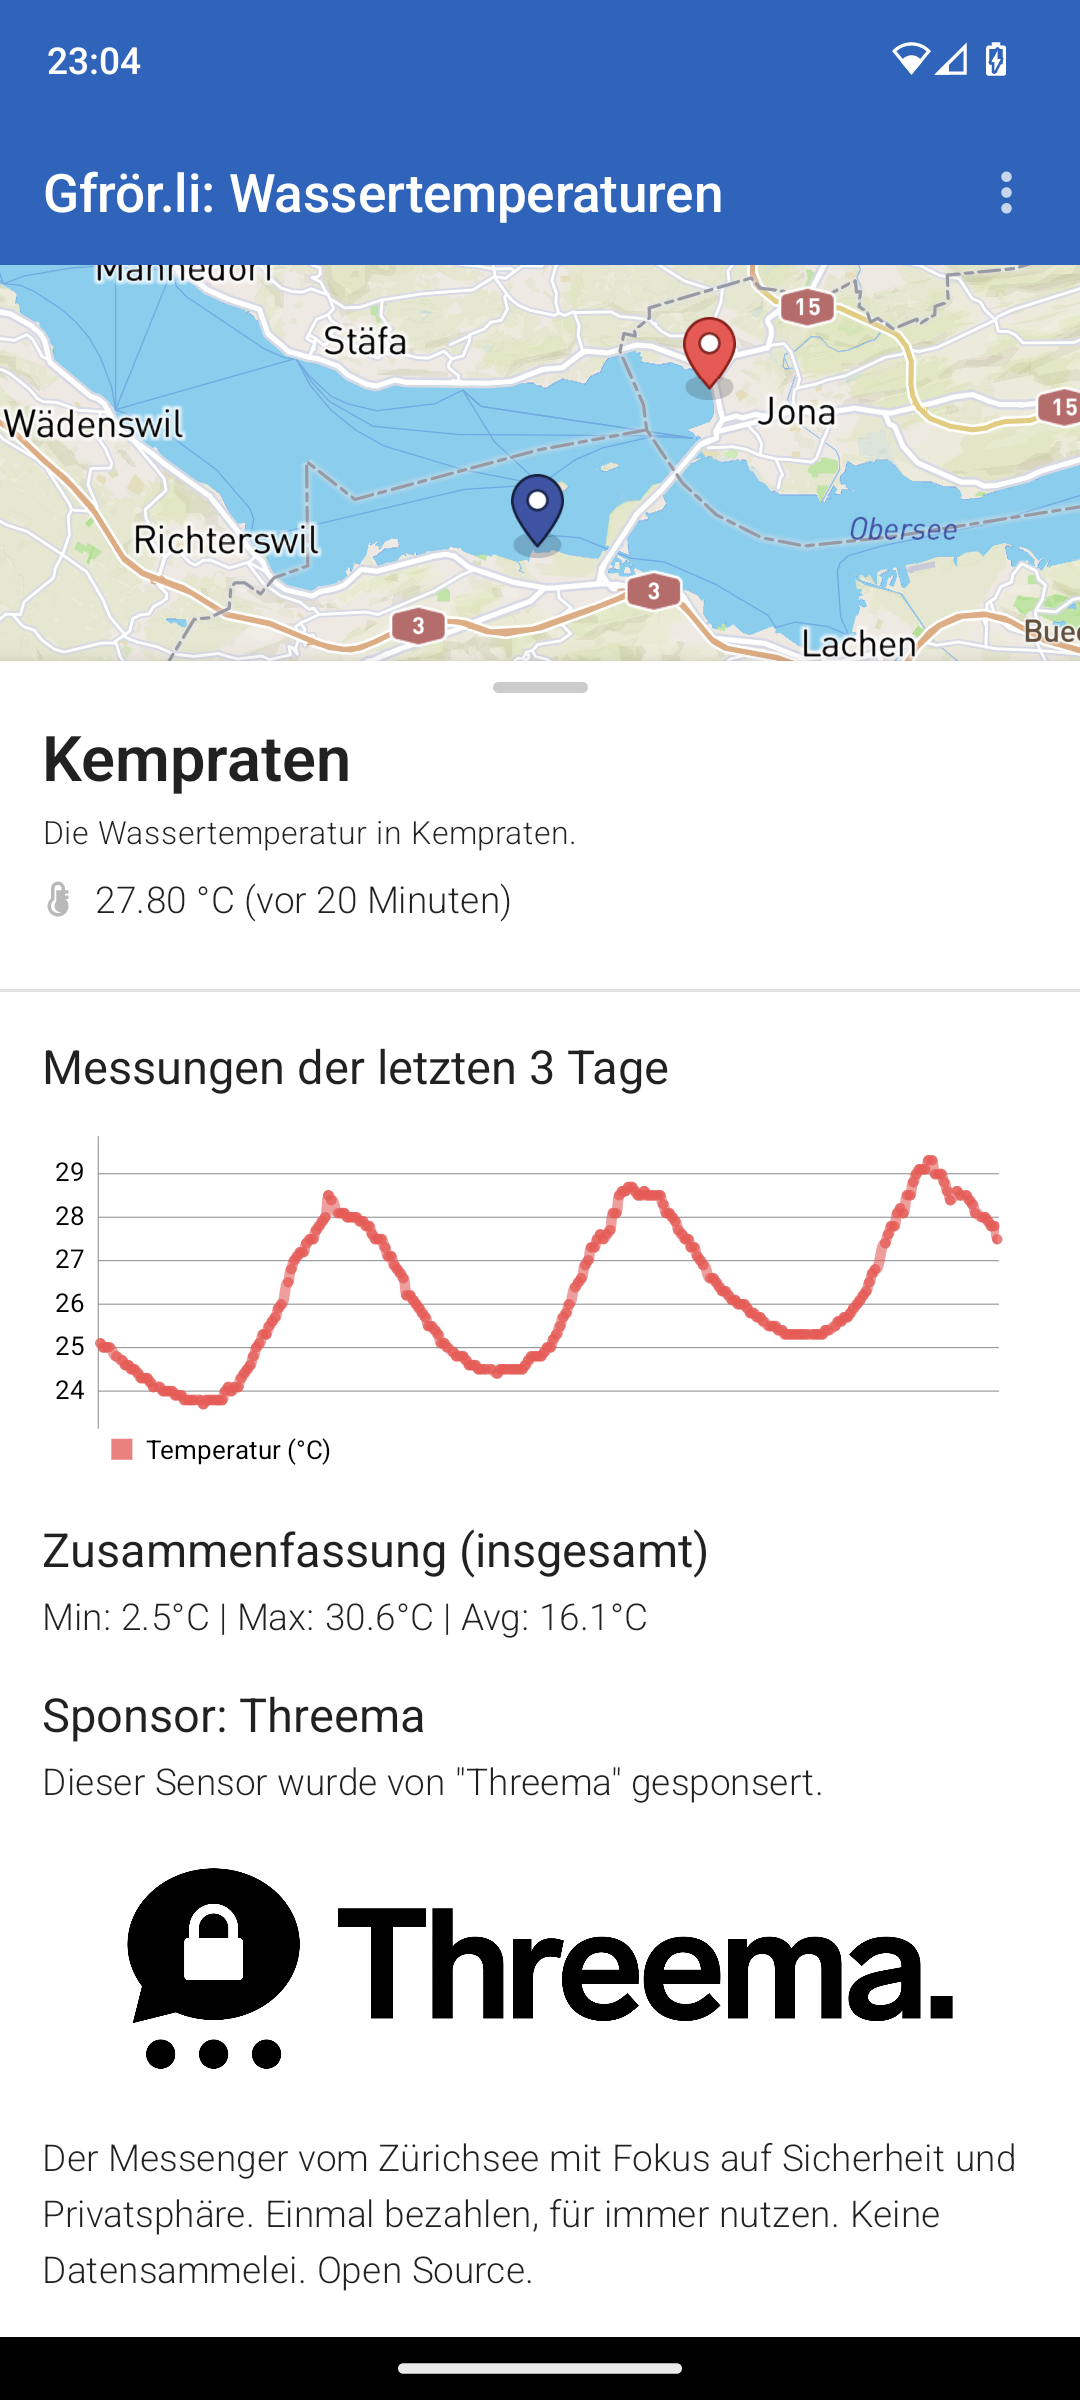 23:04
Gfrör.li: Wassertemperaturen
Männedorf
15
Stäfa
15
Jona
Wädenswil
Obersee
Richterswil
3
3
Lachen
Kempraten
Die Wassertemperatur in Kempraten.
27.80 °C (vor 20 Minuten)
Messungen der letzten 3 Tage
29
28
27
26
25
24
Temperatur (°C)
Zusammenfassung (insgesamt)
Min: 2.5°C | Max: 30.6°C | Avg: 16.1°C
Sponsor: Threema
Dieser Sensor wurde von "Threema" gesponsert.
Threema.
Der Messenger vom Zürichsee mit Fokus auf Sicherheit und
Privatsphäre. Einmal bezahlen, für immer nutzen. Keine
Datensammelei. Open Source.